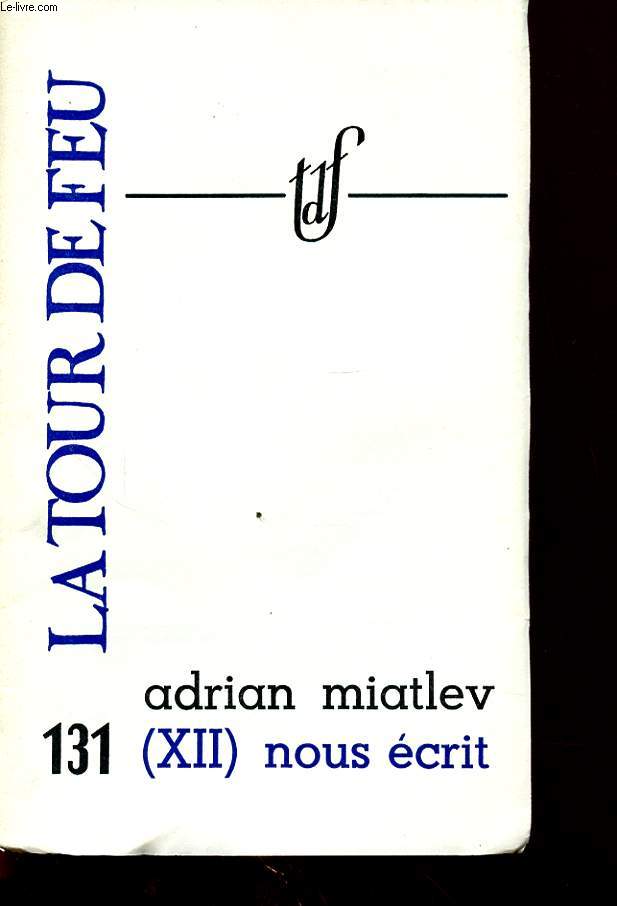 Le-livre.com
LA TOUR DE FEU
tdf
adrian miatlev
131 (XII) nous écrit